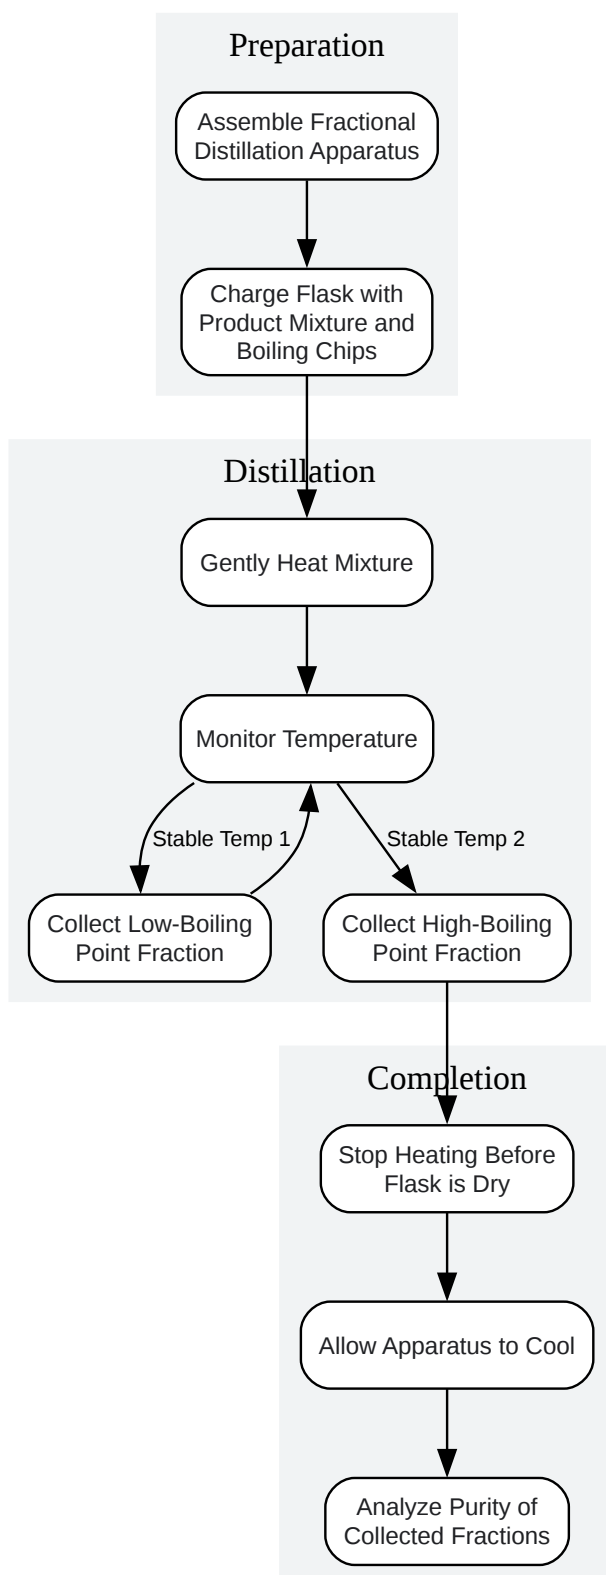 Preparation
Assemble Fractional
Distillation Apparatus
Charge Flask with
Product Mixture and
Boiling Chips
Distillation
Gently Heat Mixture
Monitor Temperature
Stable Temp 1
Stable Temp 2
Collect Low-Boiling
Point Fraction
Collect High-Boiling
Point Fraction
Completion
Stop Heating Before
Flask is Dry
Allow Apparatus to Cool
Analyze Purity of
Collected Fractions